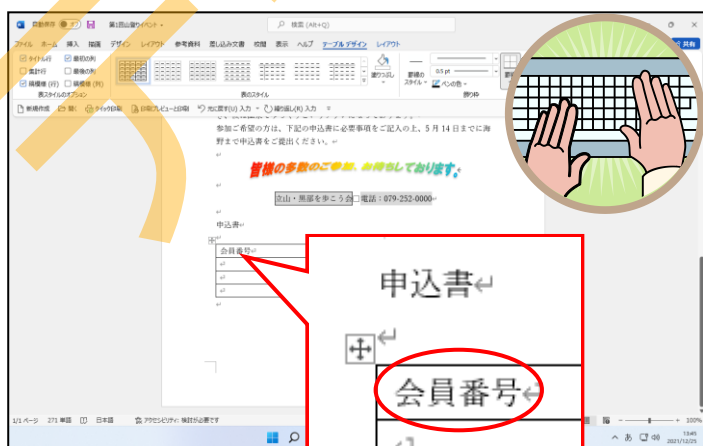 自動保存 オフ 第1回山登りイベント 検索 (Alt+Q)
ファイル ホーム 挿入 描画 デザイン レイアウト 参考資料 差し込み文書 校閲 表示 ヘルプ テーブル デザイン レイアウト 共有
タイトル行 最初の列
集計行 最後の列
縞模様 (行) 縞模様 (列)
塗りつぶし 罫線の スタイル 0.5 pt ペンの色
表スタイルのオプション 表のスタイル 飾り枠
新規作成 開く クイック印刷 印刷プレビューと印刷 元に戻す(U) 入力 繰り返し(R) 入力
参加ご希望の方は、下記の申込書に必要事項をご記入の上、5 月 14 日までに海
野まで申込書をご提出ください。
皆様の多数のご参加、お待ちしております。
立山・黒部を歩こう会□電話：079-252-0000
申込書
会員番号
申込書
会員番号
1/1 ページ 271 単語 日本語 アクセシビリティ: 検討が必要です 100%
あ 13:45
2021/12/25